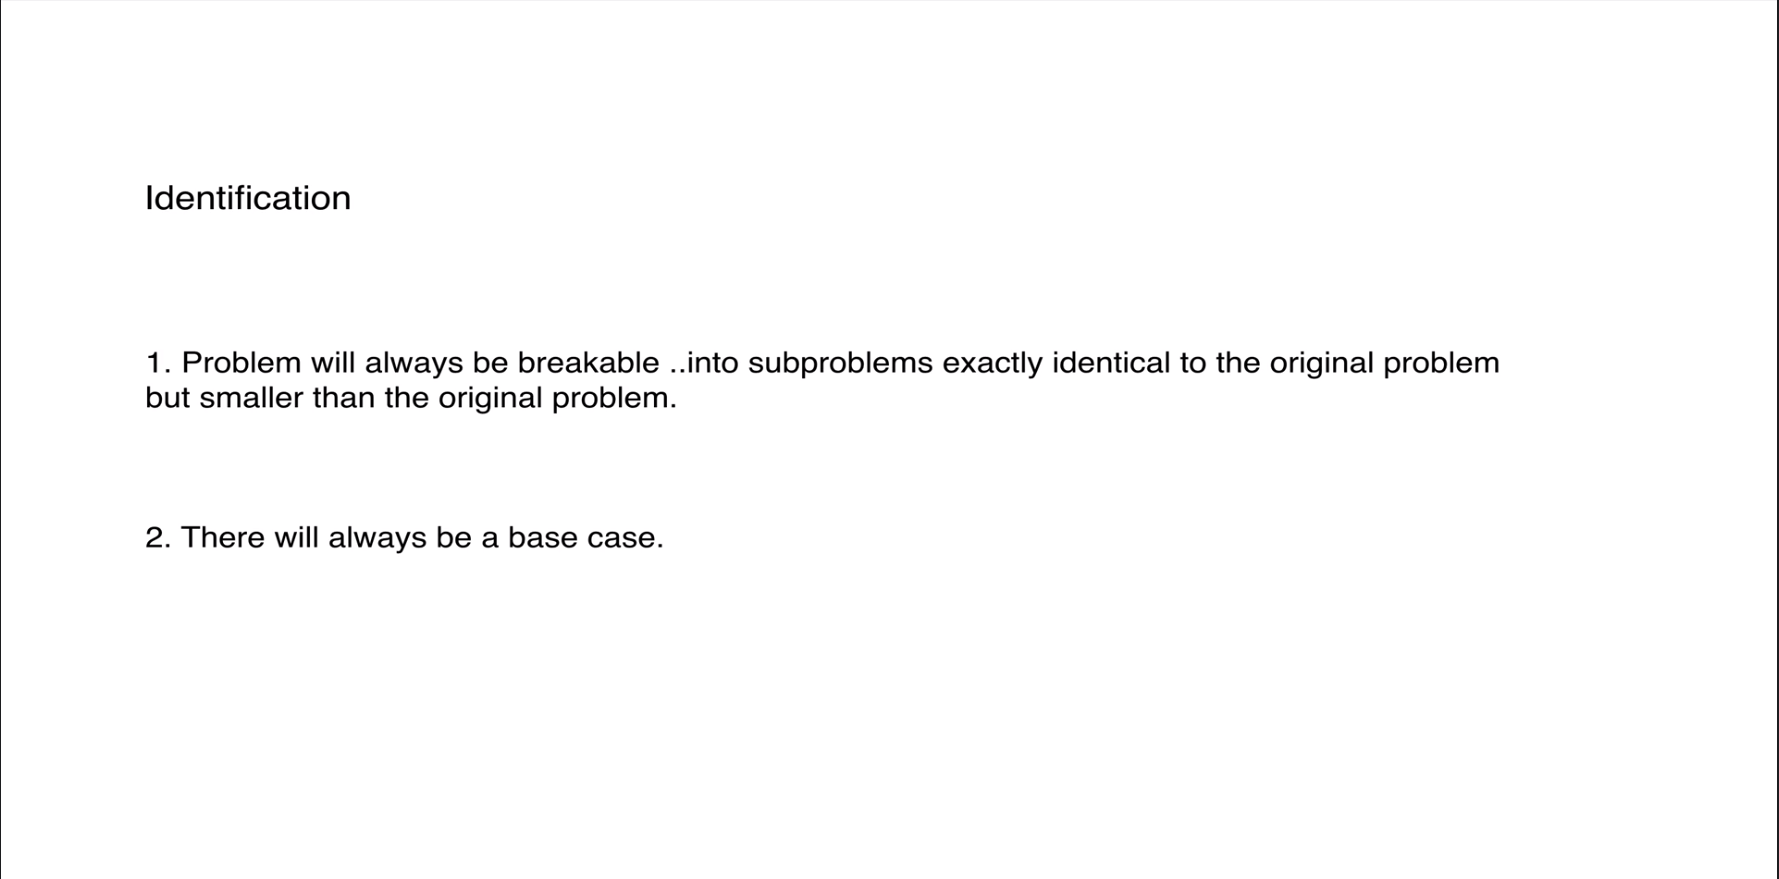 Identification
1. Problem will always be breakable ..into subproblems exactly identical to the original problem
but smaller than the original problem.
2. There will always be a base case.